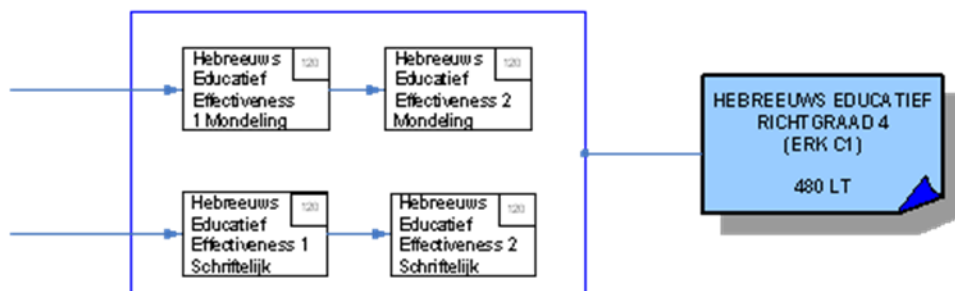 Hebreeuws 120
Educatief
Effectiveness
1 Mondeling
Hebreeuws 120
Educatief
Effectiveness 2
Mondeling
HEBREEUWS EDUCATIEF
RICHTGRAAD 4
(ERK C1)
480 LT
Hebreeuws 120
Educatief
Effectiveness 1
Schriftelijk
Hebreeuws 120
Educatief
Effectiveness 2
Schriftelijk